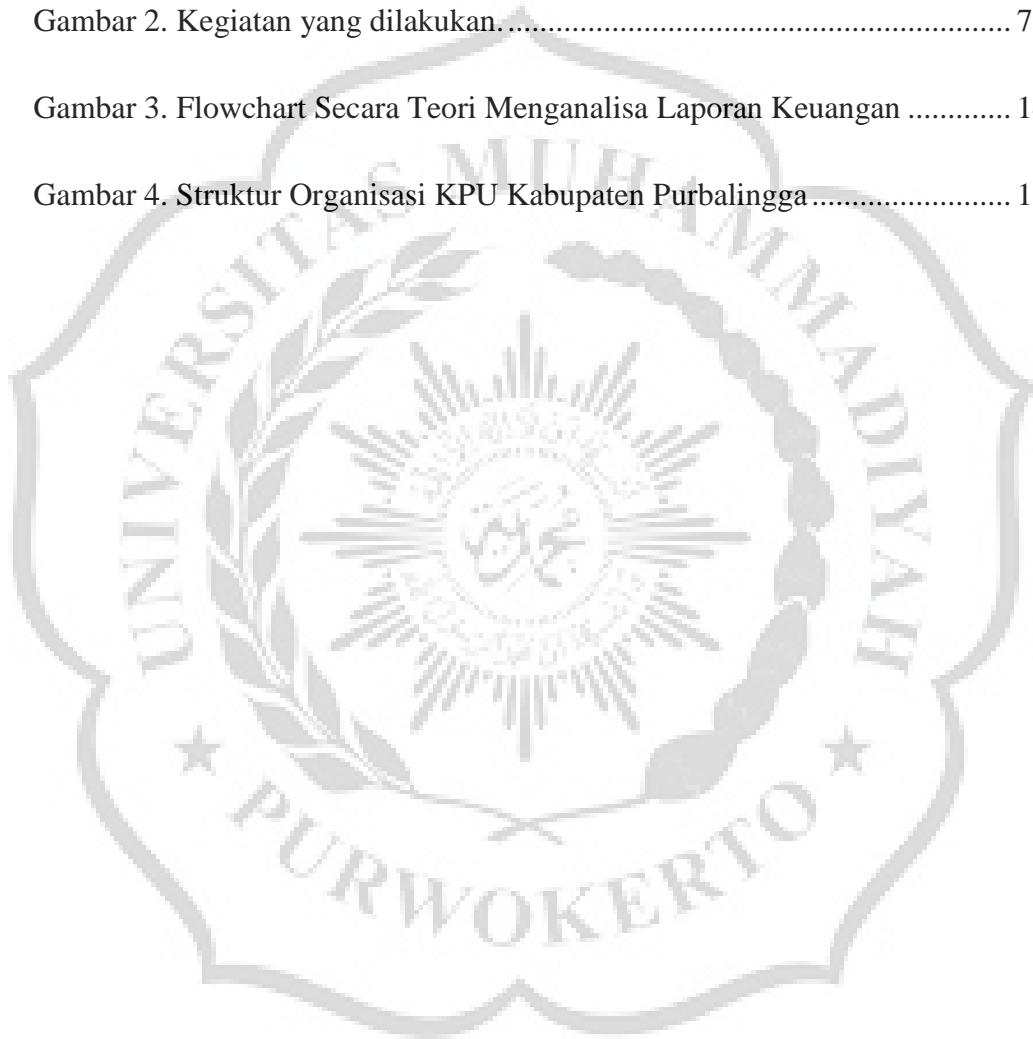 Gambar 2. Kegiatan yang dilakukan. .......................................................... 7
Gambar 3. Flowchart Secara Teori Menganalisa Laporan Keuangan ............. 1
Gambar 4. Struktur Organisasi KPU Kabupaten Purbalingga ........................ 1
UNIVERSITAS MUHAMMADIYAH
PURWOKERTO